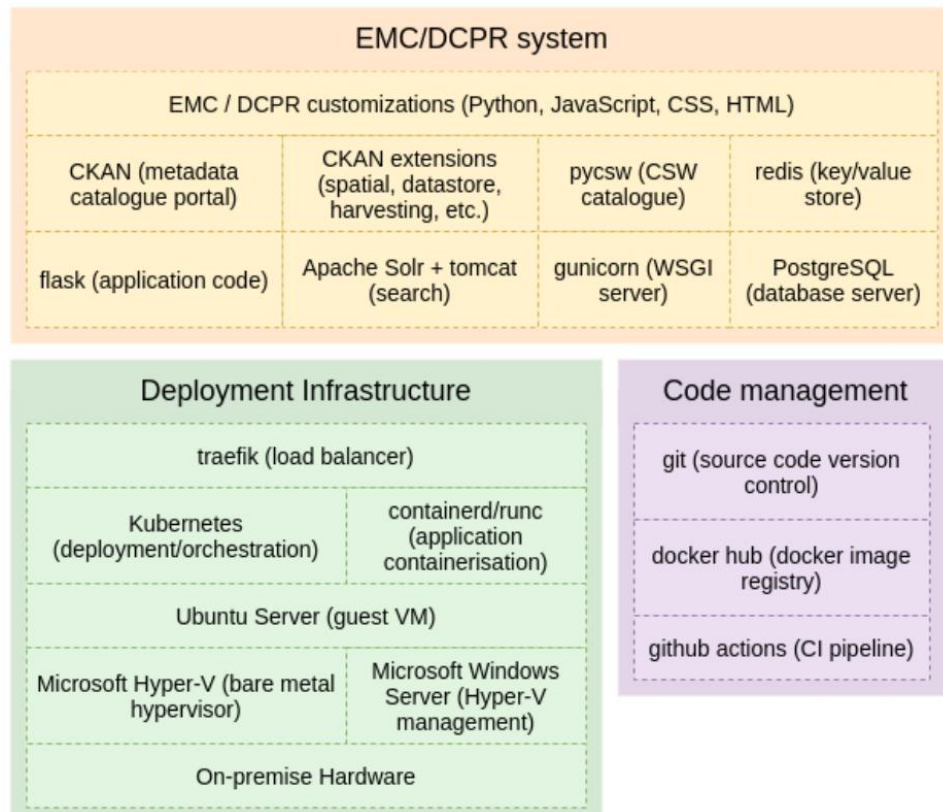 EMC/DCPR system
EMC / DCPR customizations (Python, JavaScript, CSS, HTML)
CKAN (metadata
catalogue portal)
CKAN extensions
(spatial, datastore,
harvesting, etc.)
pycsw (CSW
catalogue)
redis (key/value
store)
flask (application code)
Apache Solr + tomcat
(search)
gunicorn (WSGI
server)
PostgreSQL
(database server)
Deployment Infrastructure
traefik (load balancer)
Kubernetes
(deployment/orchestration)
containerd/runc
(application
containerisation)
Ubuntu Server (guest VM)
Microsoft Hyper-V (bare metal
hypervisor)
Microsoft Windows
Server (Hyper-V
management)
On-premise Hardware
Code management
git (source code version
control)
docker hub (docker image
registry)
github actions (CI pipeline)